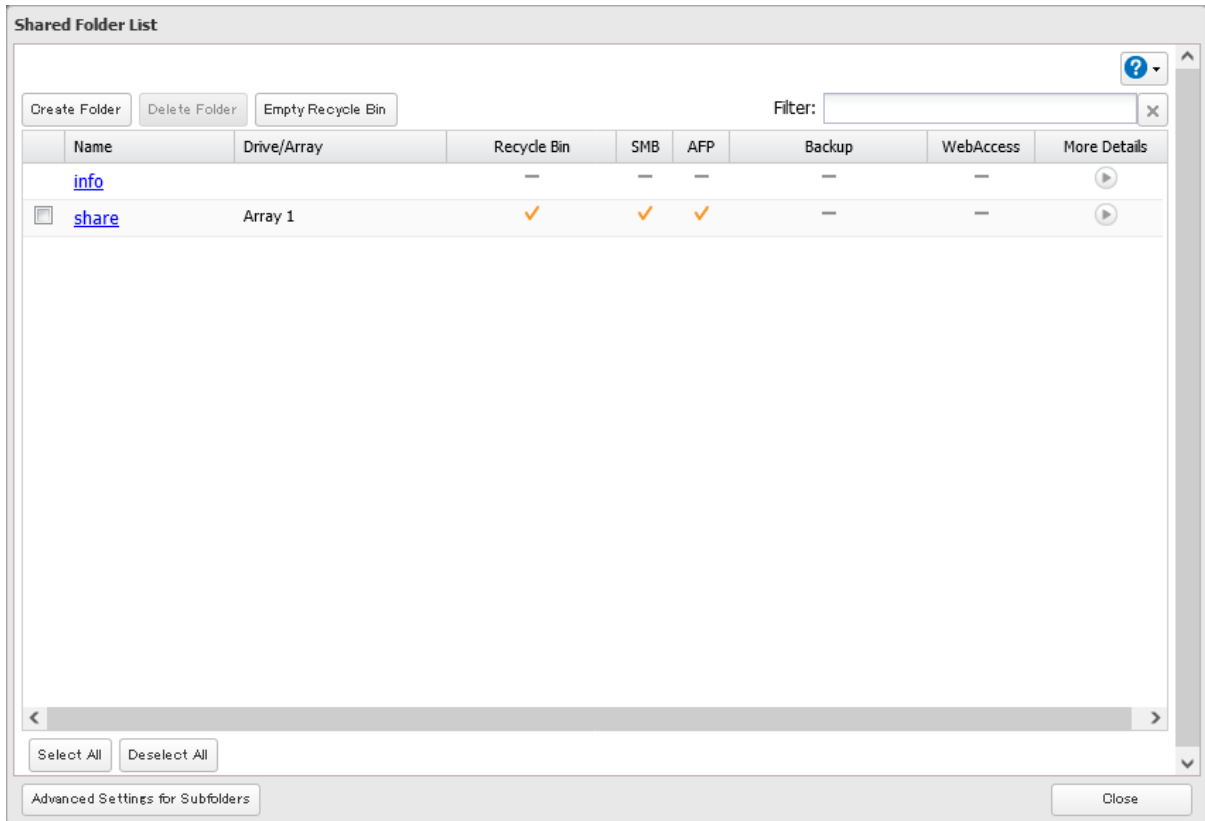 Shared Folder List
Create Folder Delete Folder Empty Recycle Bin Filter:
Name Drive/Array Recycle Bin SMB AFP Backup WebAccess More Details
info
share Array 1
Select All Deselect All
Advanced Settings for Subfolders Close